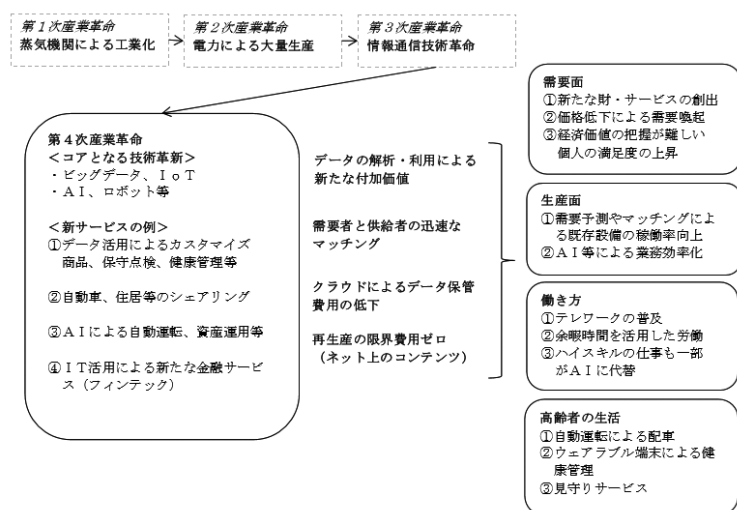 第１次産業革命
蒸気機関による工業化
第２次産業革命
電力による大量生産
第３次産業革命
情報通信技術革命
第４次産業革命
＜コアとなる技術革新＞
・ビッグデータ、ＩｏＴ
・ＡＩ、ロボット等
＜新サービスの例＞
①データ活用によるカスタマイズ
商品、保守点検、健康管理等
②自動車、住居等のシェアリング
③ＡＩによる自動運転、資産運用等
④ＩＴ活用による新たな金融サービ
ス（フィンテック）
データの解析・利用による
新たな付加価値
需要者と供給者の迅速な
マッチング
クラウドによるデータ保管
費用の低下
再生産の限界費用ゼロ
（ネット上のコンテンツ）
需要面
①新たな財・サービスの創出
②価格低下による需要喚起
③経済価値の把握が難しい
個人の満足度の上昇
生産面
①需要予測やマッチングによ
る既存設備の稼働率向上
②ＡＩ等による業務効率化
働き方
①テレワークの普及
②余暇時間を活用した労働
③ハイスキルの仕事も一部
がＡＩに代替
高齢者の生活
①自動運転による配車
②ウェアラブル端末による健
康管理
③見守りサービス